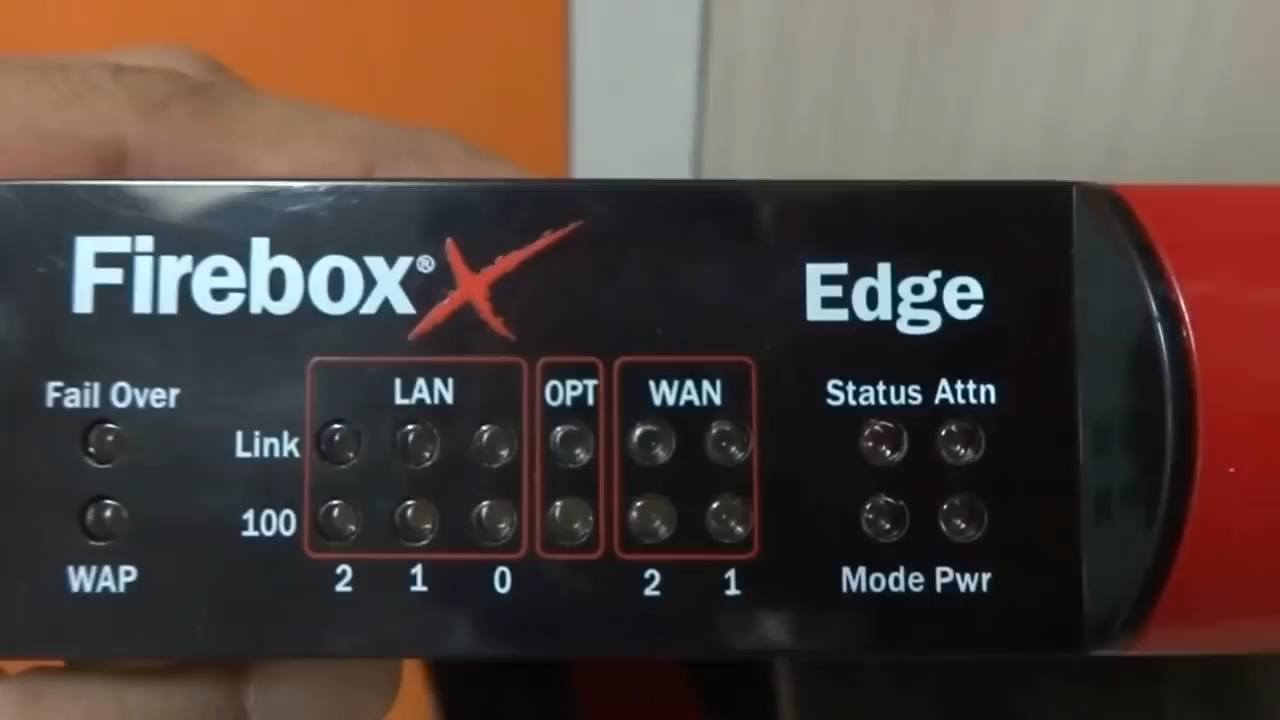 Firebox® X Edge
Fail Over LAN OPT WAN Status Attn
Link
100
WAP 2 1 0 2 1 Mode Pwr